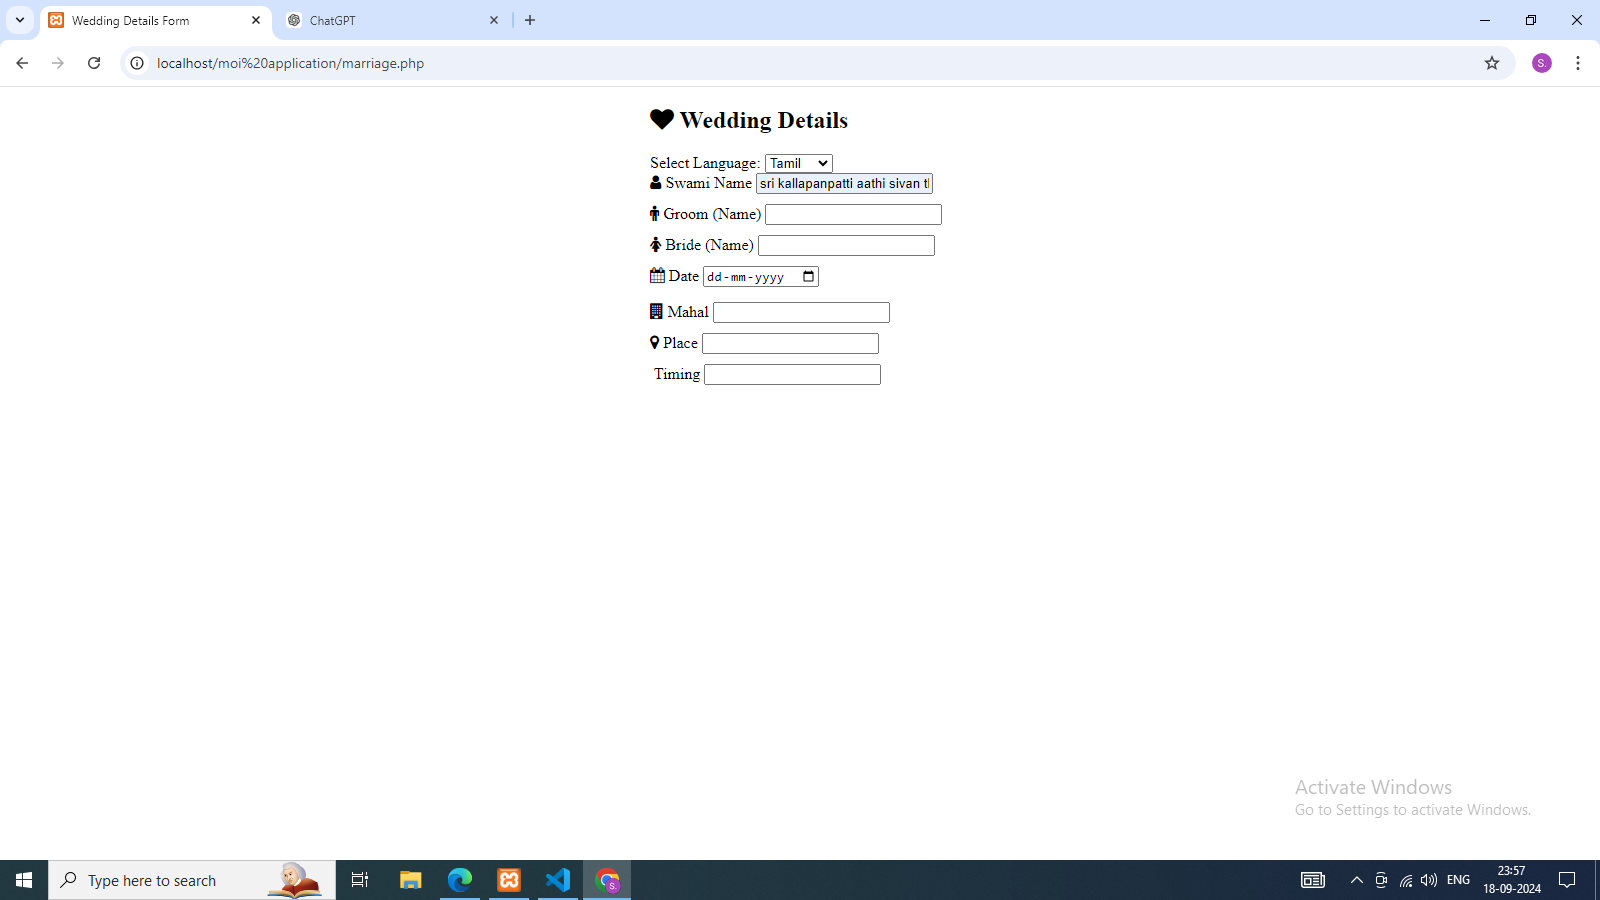 Wedding Details Form
ChatGPT
localhost/moi%20application/marriage.php
S.
Wedding Details
Select Language: Tamil
Swami Name sri kallapanpatti aathi sivan
Groom (Name)
Bride (Name)
Date dd-mm-yyyy
Mahal
Place
Timing
Activate Windows
Go to Settings to activate Windows.
Type here to search
S.
ENG
23:57
18-09-2024